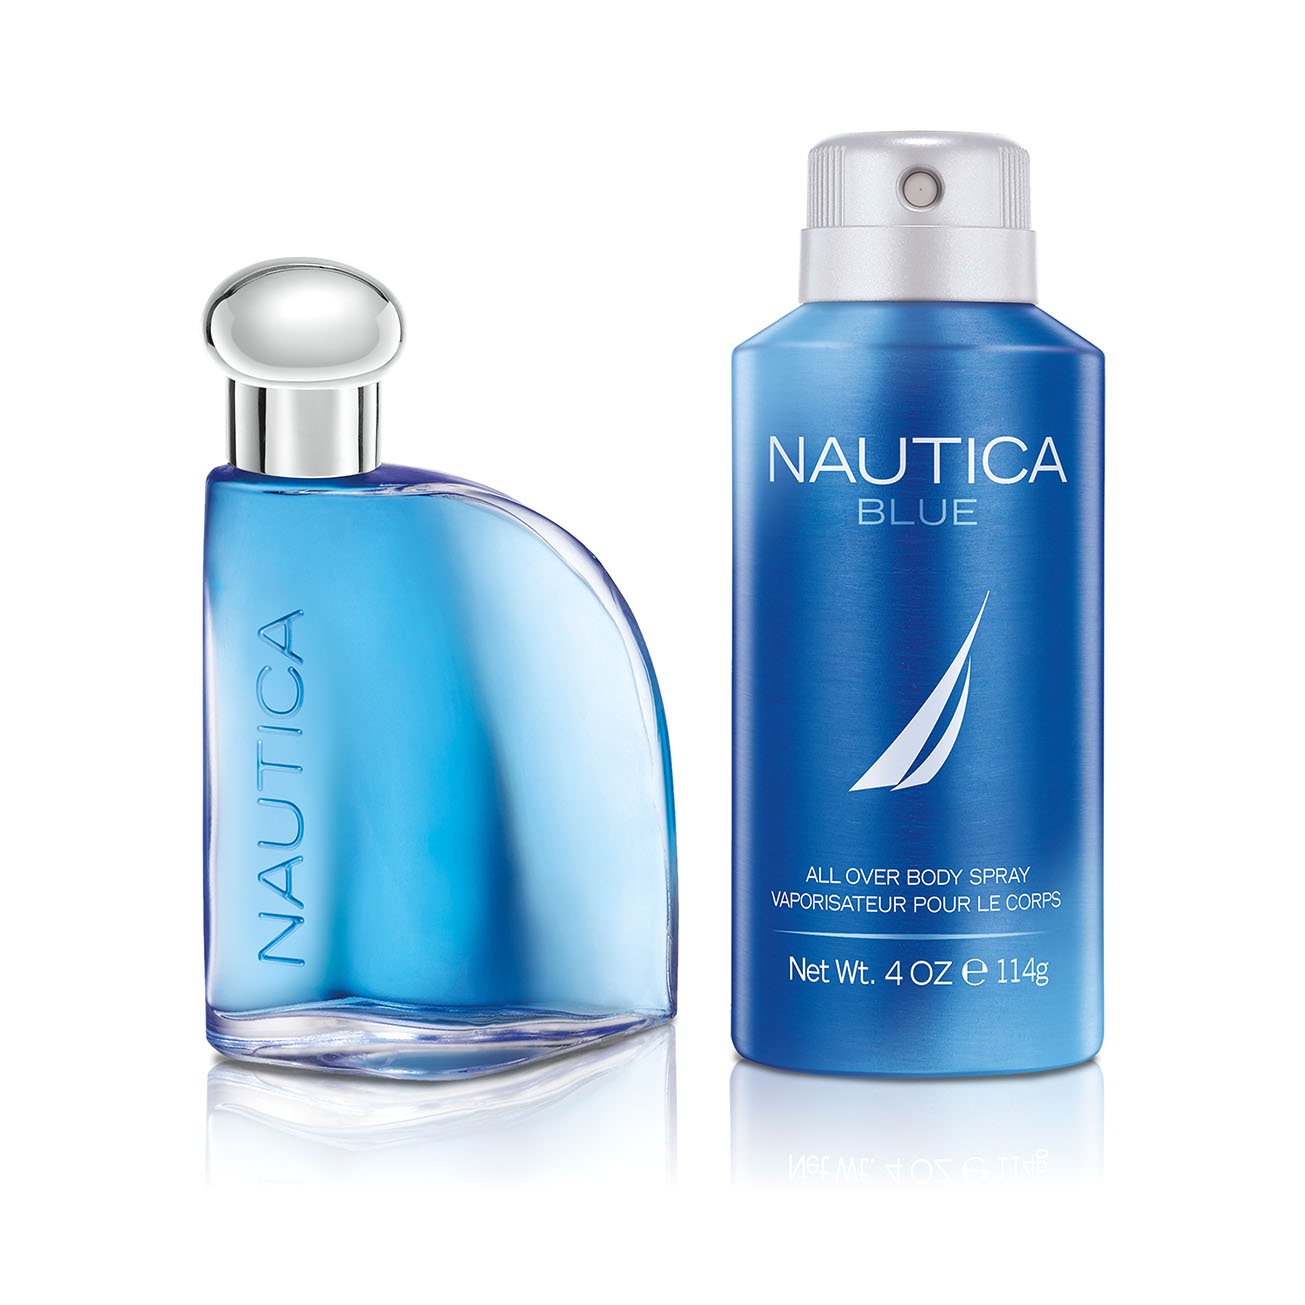 NAUTICA
NAUTICA
BLUE
ALL OVER BODY SPRAY
VAPORISATEUR POUR LE CORPS
Net Wt. 4 OZ ℮ 114g